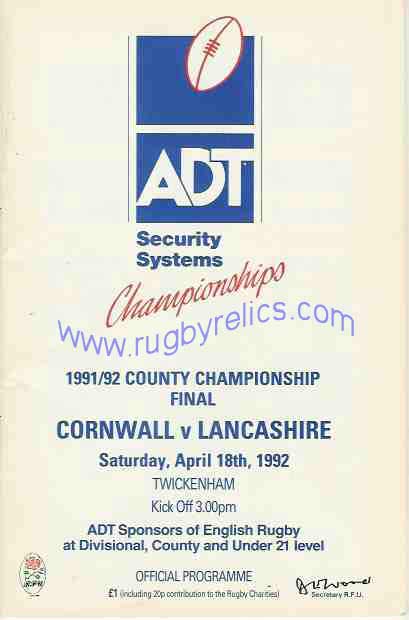 ADT
Security
Systems
Championships
www.rugbyrelics.com
1991/92 COUNTY CHAMPIONSHIP
FINAL
CORNWALL v LANCASHIRE
Saturday, April 18th, 1992
TWICKENHAM
Kick Off 3.00pm
ADT Sponsors of English Rugby
at Divisional, County and Under 21 level
OFFICIAL PROGRAMME
£1 (including 20p contribution to the Rugby Charities)
R.F.U.
Secretary R.F.U.